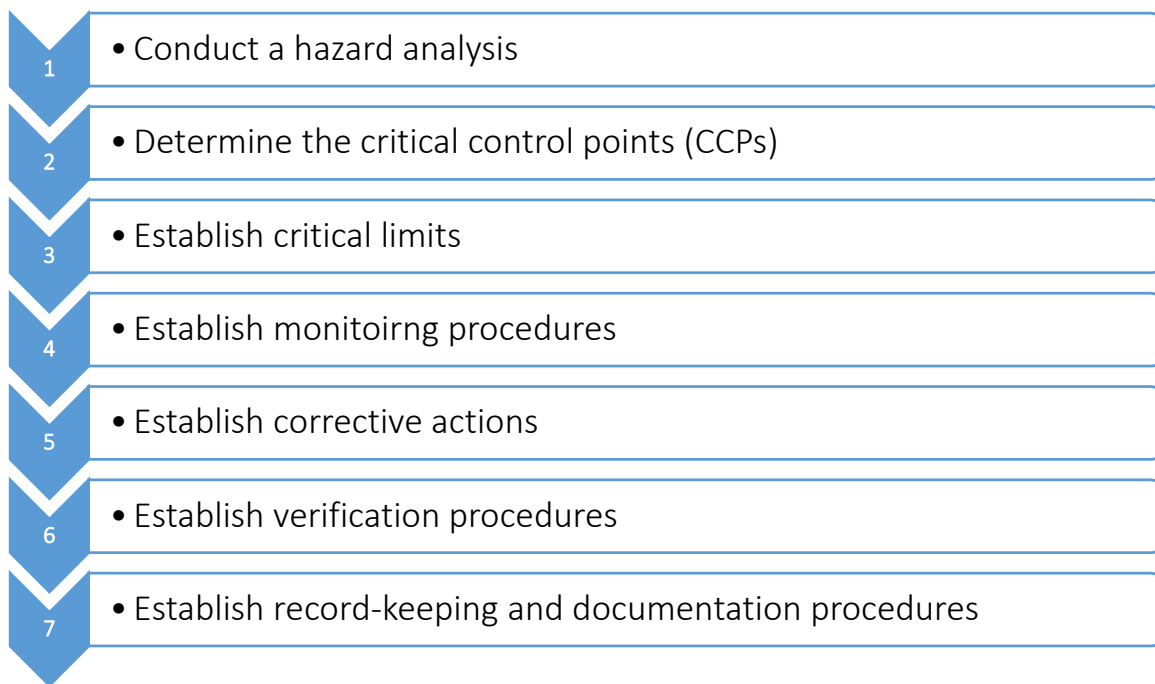 1
• Conduct a hazard analysis
2
• Determine the critical control points (CCPs)
3
• Establish critical limits
4
• Establish monitoirng procedures
5
• Establish corrective actions
6
• Establish verification procedures
7
• Establish record-keeping and documentation procedures